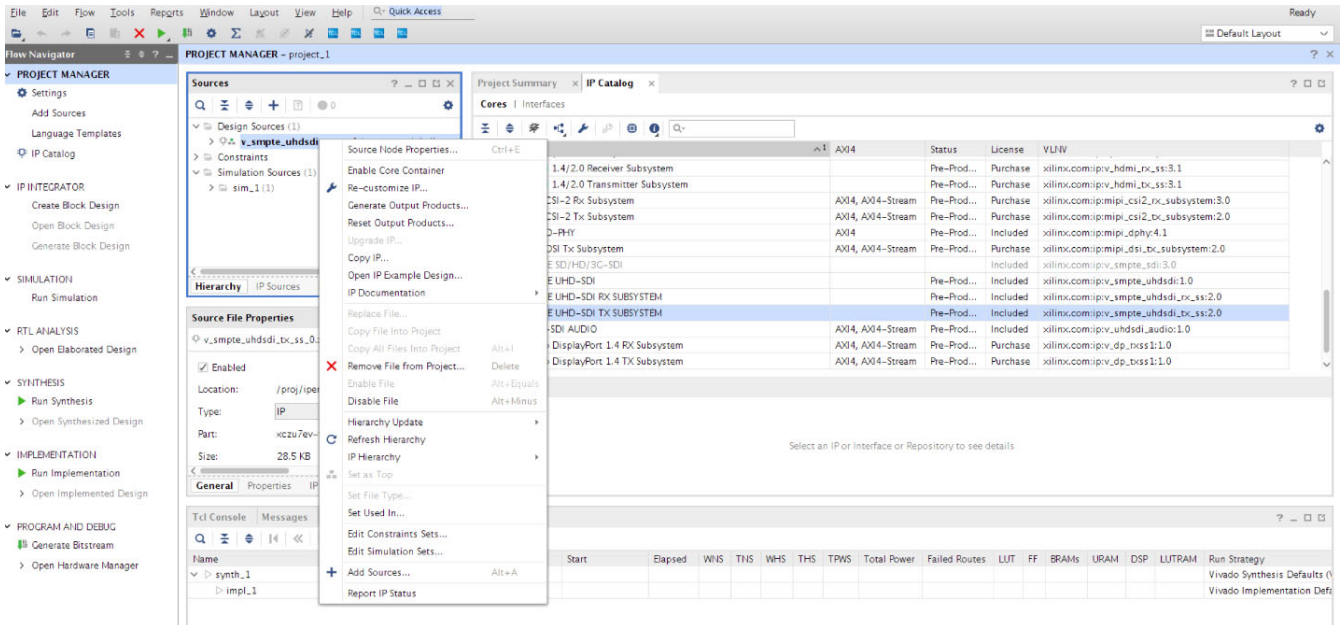 File Edit Flow Tools Reports Window Layout View Help Quick Access Ready
Default Layout
Flow Navigator ? _
PROJECT MANAGER - project_1 ? ×
PROJECT MANAGER
Settings
Add Sources
Language Templates
IP Catalog
IP INTEGRATOR
Create Block Design
Open Block Design
Generate Block Design
SIMULATION
Run Simulation
RTL ANALYSIS
Open Elaborated Design
SYNTHESIS
Run Synthesis
Open Synthesized Design
IMPLEMENTATION
Run Implementation
Open Implemented Design
PROGRAM AND DEBUG
Generate Bitstream
Open Hardware Manager
Sources
0
Design Sources (1)
v_smpte_uhdsdi
Constraints
Simulation Sources (1)
sim_1 (1)
Hierarchy IP Sources
Source File Properties
v_smpte_uhdsdi_tx_ss_0.
Enabled
Location: /proj/iper
Type: IP
Part: xczu7ev-
Size: 28.5 KB
General Properties IP
Source Node Properties... Ctrl+E
Enable Core Container
Re-customize IP...
Generate Output Products...
Reset Output Products...
Upgrade IP...
Copy IP...
Open IP Example Design...
IP Documentation
Replace File...
Copy File Into Project
Copy All Files Into Project Alt+I
Remove File from Project... Delete
Enable File Alt+Equals
Disable File Alt+Minus
Hierarchy Update
Refresh Hierarchy
IP Hierarchy
Set as Top
Set File Type...
Set Used In...
Edit Constraints Sets...
Edit Simulation Sets...
Add Sources... Alt+A
Report IP Status
Project Summary × IP Catalog ×
Cores | Interfaces
1 AXI4 Status License VLNV
1.4/2.0 Receiver Subsystem Pre-Prod... Purchase xilinx.com:ip:v_hdmi_rx_ss:3.1
1.4/2.0 Transmitter Subsystem Pre-Prod... Purchase xilinx.com:ip:v_hdmi_tx_ss:3.1
CSI-2 Rx Subsystem AXI4, AXI4-Stream Pre-Prod... Purchase xilinx.com:ip:mipi_csi2_rx_subsystem:3.0
CSI-2 Tx Subsystem AXI4, AXI4-Stream Pre-Prod... Purchase xilinx.com:ip:mipi_csi2_tx_subsystem:2.0
D-PHY AXI4 Pre-Prod... Included xilinx.com:ip:mipi_dphy:4.1
DSI Tx Subsystem AXI4, AXI4-Stream Pre-Prod... Purchase xilinx.com:ip:mipi_dsi_tx_subsystem:2.0
E SD/HD/3G-SDI Included xilinx.com:ip:v_smpte_sdi:3.0
E UHD-SDI Pre-Prod... Included xilinx.com:ip:v_smpte_uhdsdi:1.0
E UHD-SDI RX SUBSYSTEM Pre-Prod... Included xilinx.com:ip:v_smpte_uhdsdi_rx_ss:2.0
E UHD-SDI TX SUBSYSTEM Pre-Prod... Included xilinx.com:ip:v_smpte_uhdsdi_tx_ss:2.0
-SDI AUDIO AXI4, AXI4-Stream Pre-Prod... Included xilinx.com:ip:v_uhdsdi_audio:1.0
DisplayPort 1.4 RX Subsystem AXI4, AXI4-Stream Pre-Prod... Purchase xilinx.com:ip:v_dp_rxss1:1.0
DisplayPort 1.4 TX Subsystem AXI4, AXI4-Stream Pre-Prod... Purchase xilinx.com:ip:v_dp_txss1:1.0
Select an IP or Interface or Repository to see details
Tcl Console Messages
Name Start Elapsed WNS TNS WHS THS TPWS Total Power Failed Routes LUT FF BRAMs URAM DSP LUTRAM Run Strategy
synth_1 Vivado Synthesis Defaults (V
impl_1 Vivado Implementation Defa